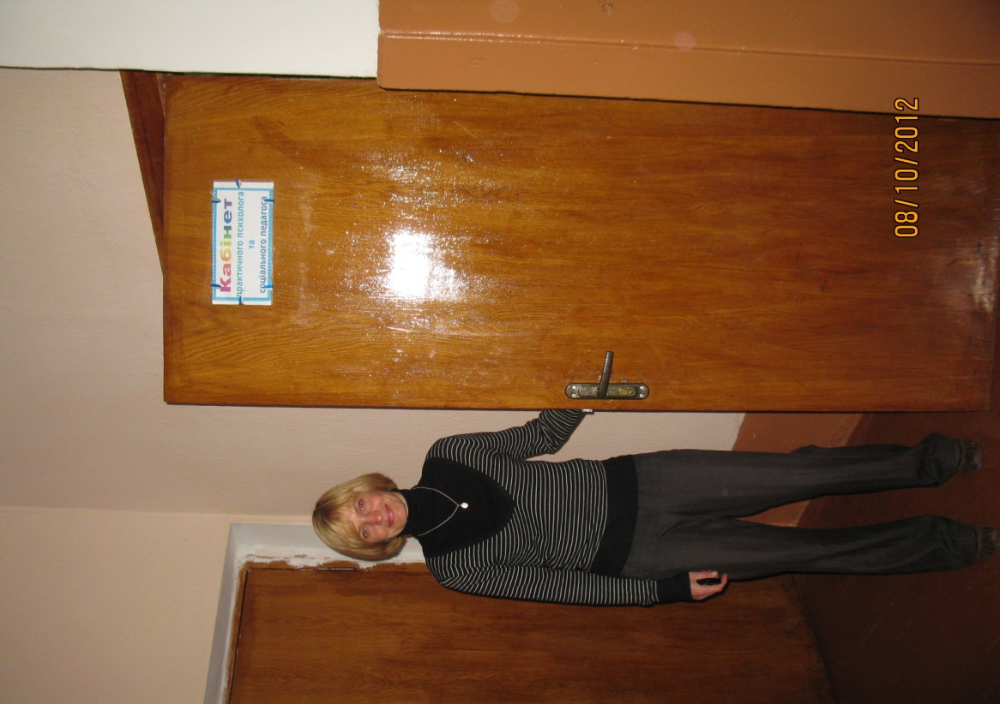 Кабінет
практичного психолога
та
соціального педагога
08/10/2012